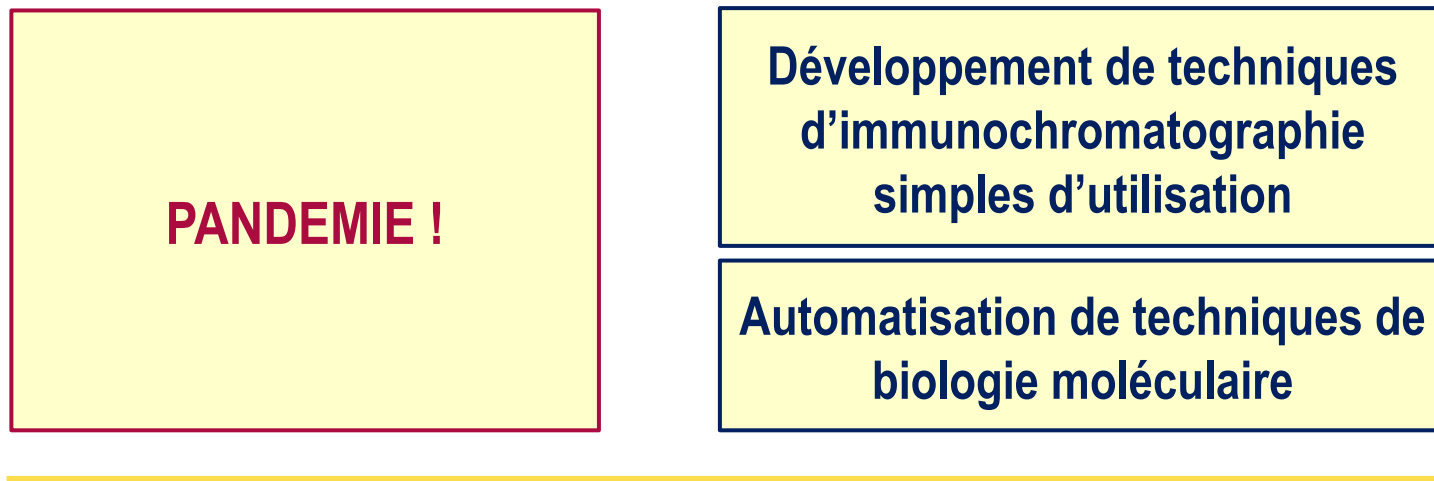 PANDEMIE !
Développement de techniques
d’immunochromatographie
simples d’utilisation
Automatisation de techniques de
biologie moléculaire